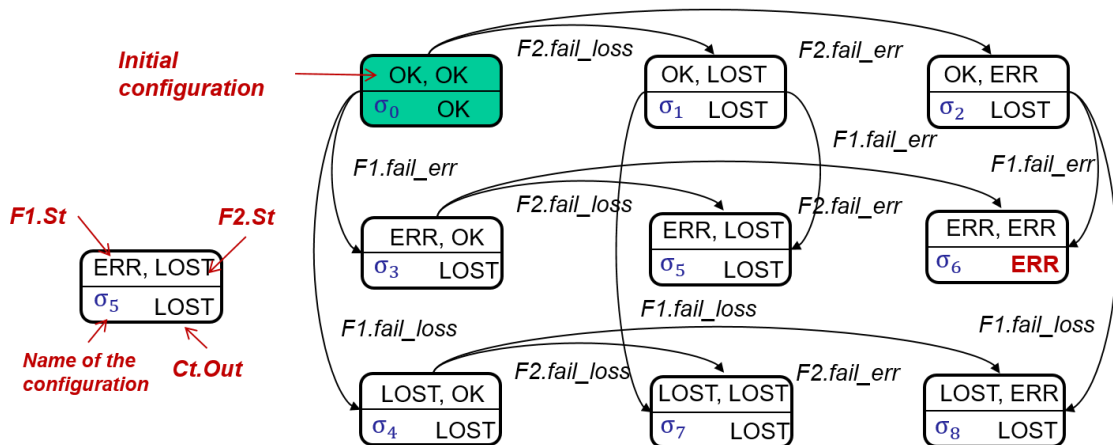 Initial
configuration
OK, OK
σ₀ OK
F2.fail_loss
OK, LOST
σ₁ LOST
F2.fail_err
OK, ERR
σ₂ LOST
F1.fail_err
F1.fail_err
F1.fail_err
F1.St
F2.St
ERR, LOST
σ₅ LOST
Name of the
configuration
Ct.Out
F2.fail_loss
F2.fail_err
ERR, OK
σ₃ LOST
ERR, LOST
σ₅ LOST
ERR, ERR
σ₆ ERR
F1.fail_loss
F1.fail_loss
F1.fail_loss
F2.fail_loss
F2.fail_err
LOST, OK
σ₄ LOST
LOST, LOST
σ₇ LOST
LOST, ERR
σ₈ LOST